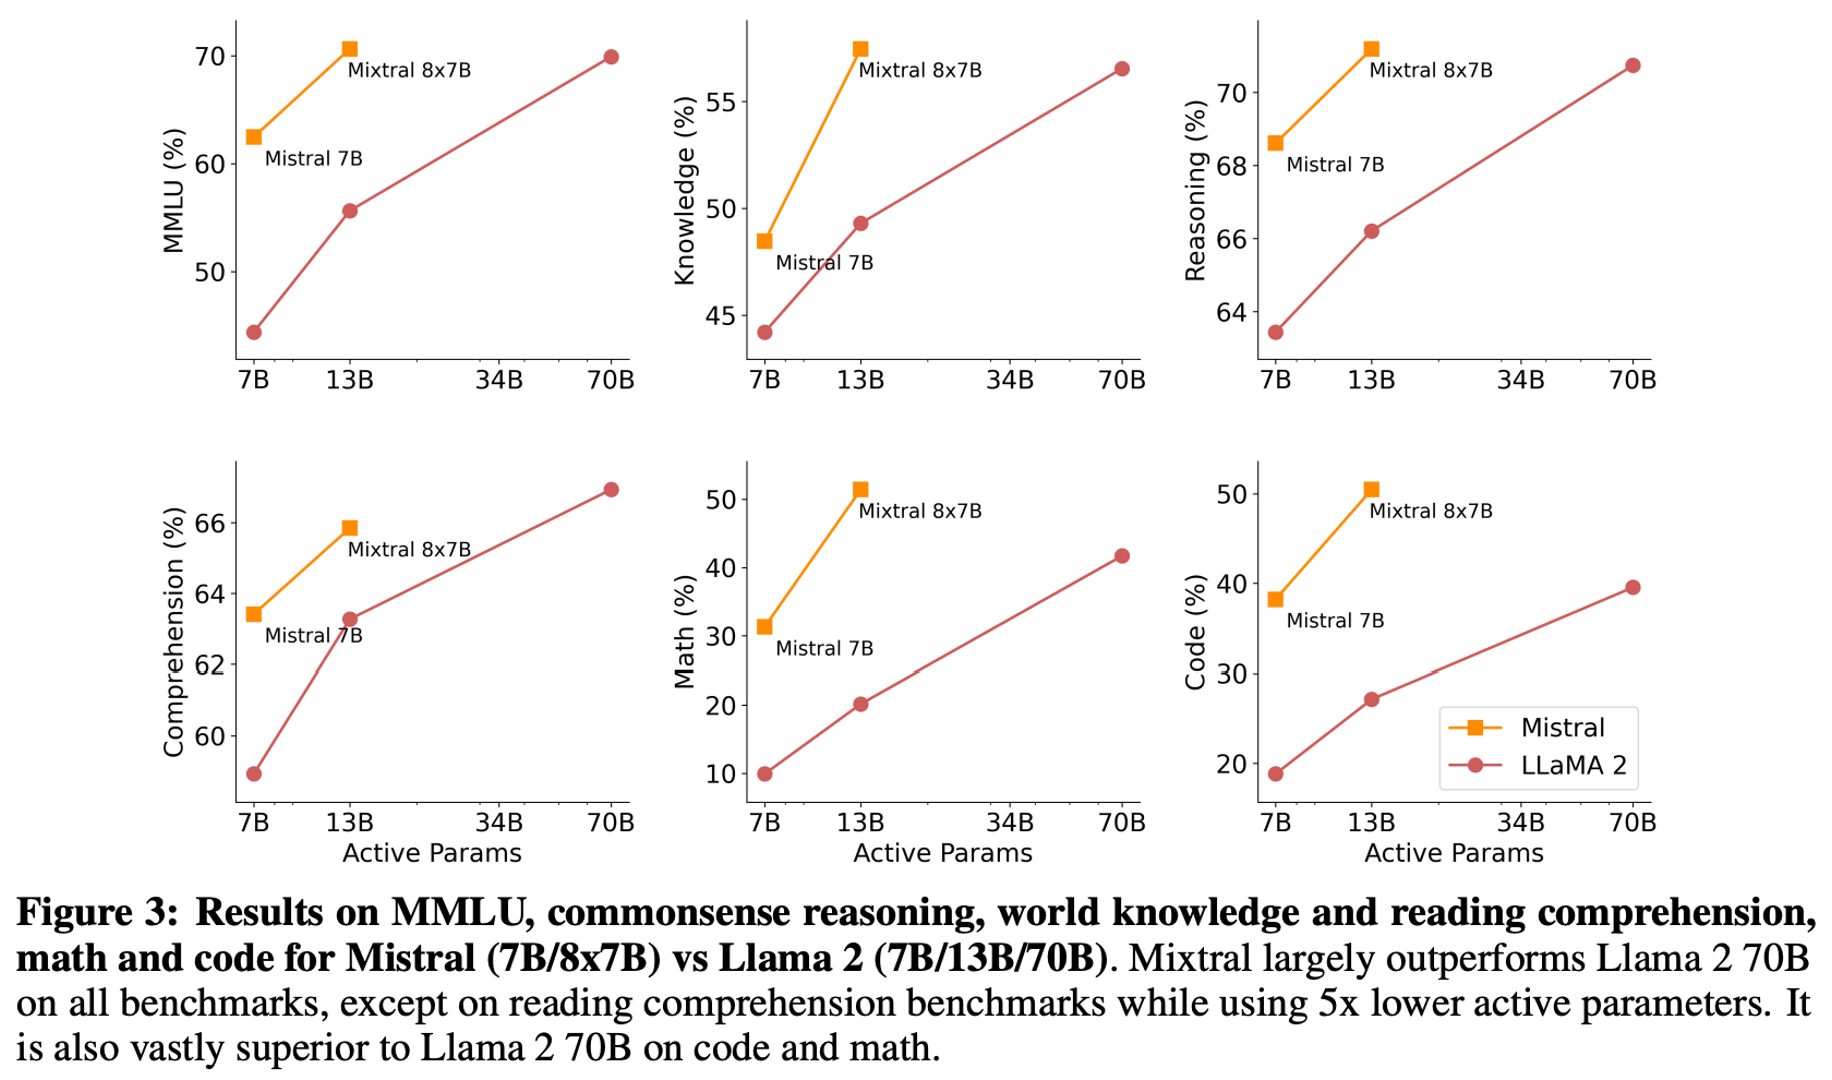 MMLU (%)
70
60
50
Mixtral 8x7B
Mistral 7B
7B 13B 34B 70B
Knowledge (%)
55
50
45
Mixtral 8x7B
Mistral 7B
7B 13B 34B 70B
Reasoning (%)
70
68
66
64
Mixtral 8x7B
Mistral 7B
7B 13B 34B 70B
Comprehension (%)
66
64
62
60
Mixtral 8x7B
Mistral 7B
7B 13B 34B 70B
Active Params
Math (%)
50
40
30
20
10
Mixtral 8x7B
Mistral 7B
7B 13B 34B 70B
Active Params
Code (%)
50
40
30
20
Mixtral 8x7B
Mistral 7B
Mistral
LLaMA 2
7B 13B 34B 70B
Active Params
Figure 3: Results on MMLU, commonsense reasoning, world knowledge and reading comprehension,
math and code for Mistral (7B/8x7B) vs Llama 2 (7B/13B/70B). Mixtral largely outperforms Llama 2 70B
on all benchmarks, except on reading comprehension benchmarks while using 5x lower active parameters. It
is also vastly superior to Llama 2 70B on code and math.